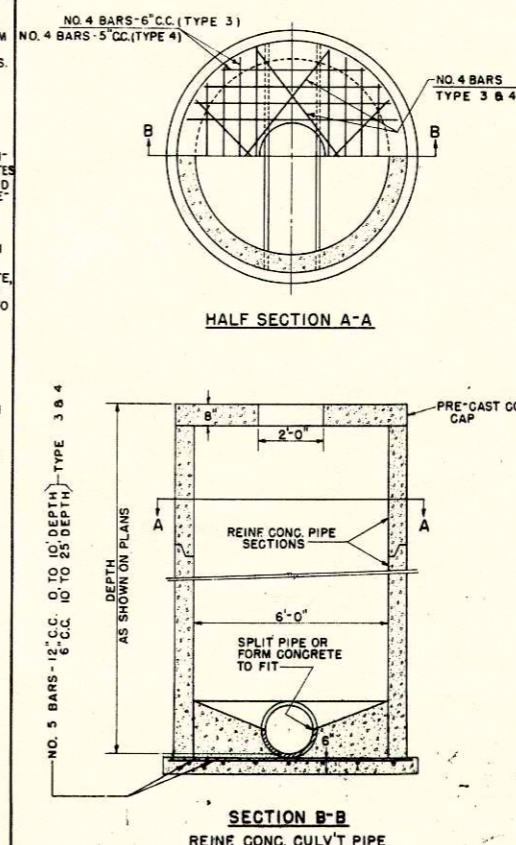 NO. 4 BARS-6"C.C. (TYPE 3)
NO. 4 BARS-5"C.C. (TYPE 4)
NO. 4 BARS
TYPE 3 & 4
B
B
HALF SECTION A-A
8"
2'-0"
PRE-CAST CO
CAP
A
A
REINF. CONC. PIPE
SECTIONS
DEPTH
AS SHOWN ON PLANS
NO. 5 BARS - 12"C.C. 0 TO 10' DEPTH
6"C.C. 10' TO 25' DEPTH
TYPE 3 & 4
6'-0"
SPLIT PIPE OR
FORM CONCRETE
TO FIT
6"
SECTION B-B
REINF. CONC. CULV'T PIPE